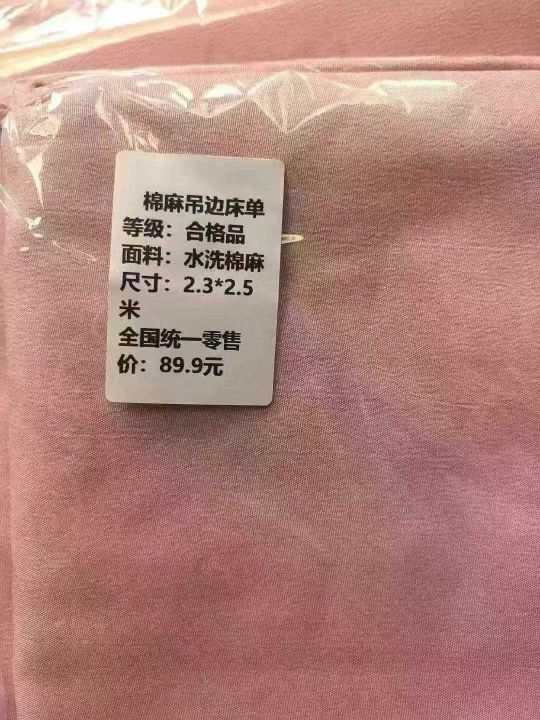 棉麻吊边床单
等级：合格品
面料：水洗棉麻
尺寸：2.3*2.5
米
全国统一零售
价：89.9元